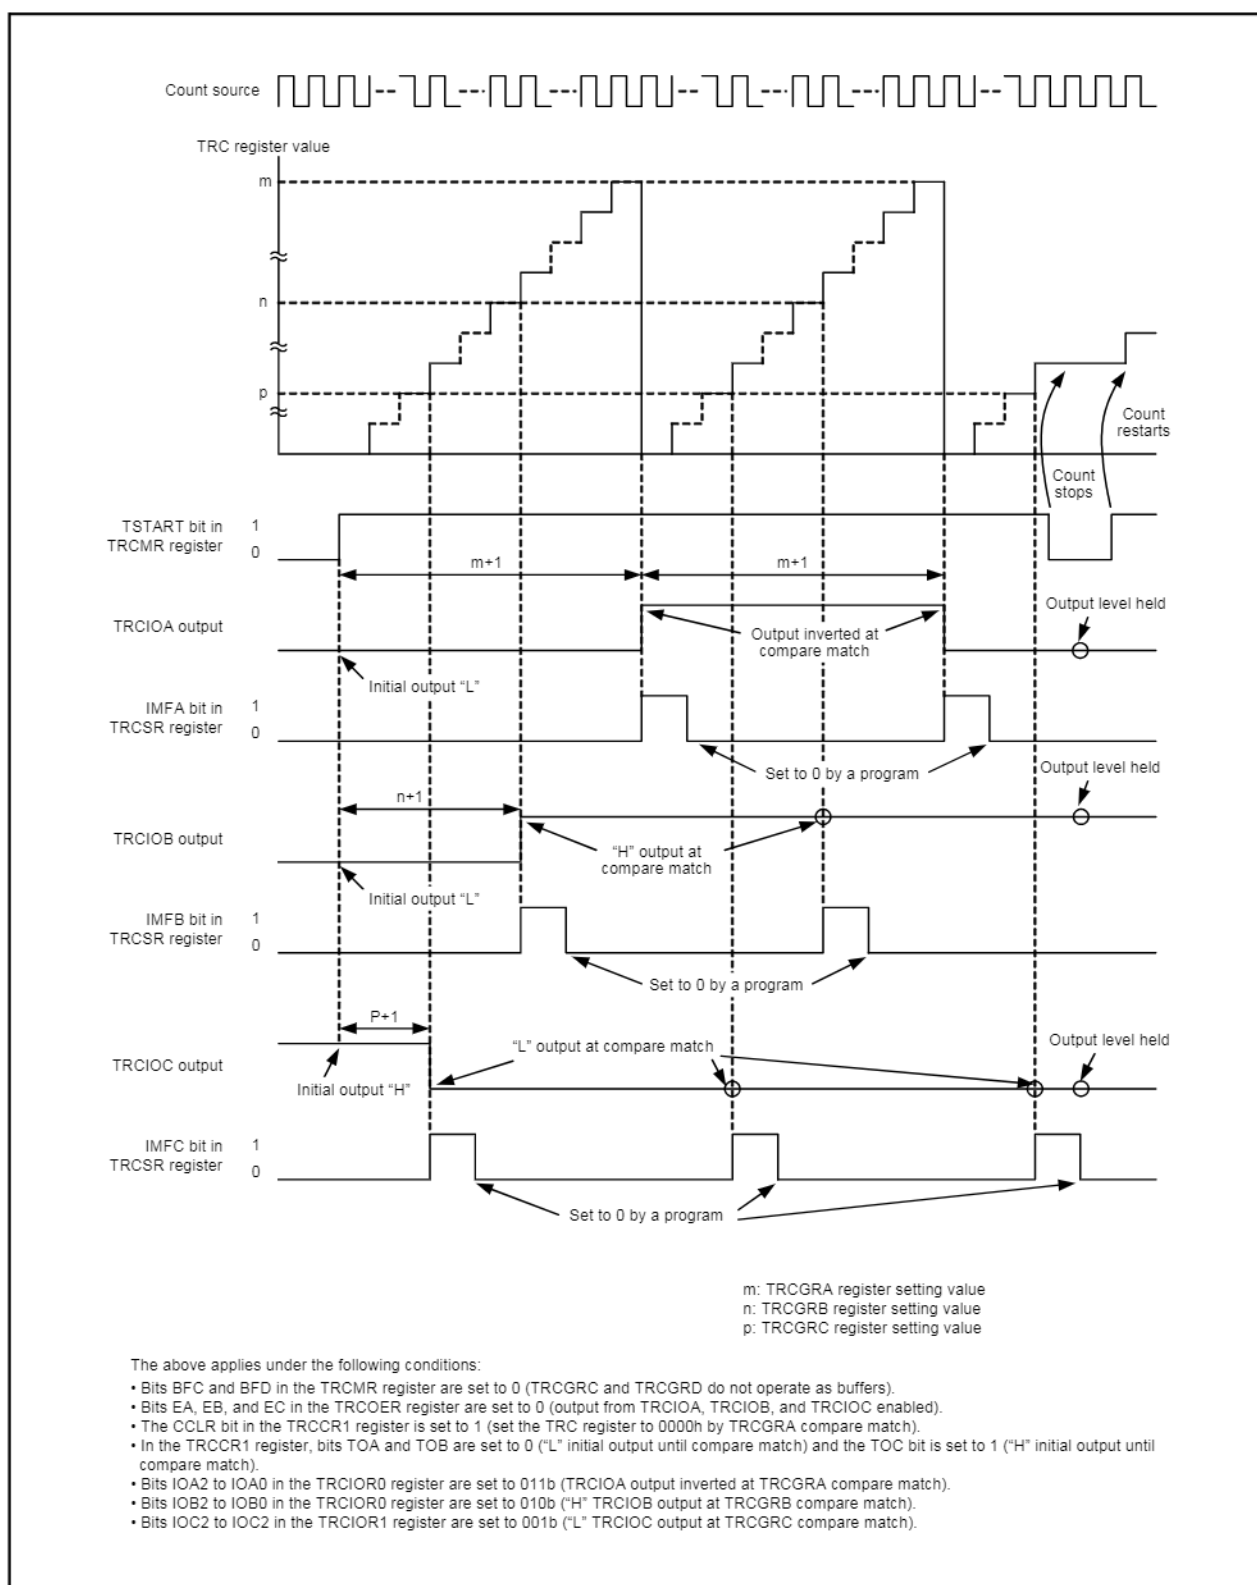 Count source
TRC register value
m
n
p
Count
restarts
Count
stops
TSTART bit in
TRCMR register
1
0
m+1
m+1
TRCIOA output
Output level held
Output inverted at
compare match
Initial output “L”
IMFA bit in
TRCSR register
1
0
Set to 0 by a program
Output level held
n+1
TRCIOB output
“H” output at
compare match
Initial output “L”
IMFB bit in
TRCSR register
1
0
Set to 0 by a program
P+1
“L” output at compare match
Output level held
TRCIOC output
Initial output “H”
IMFC bit in
TRCSR register
1
0
Set to 0 by a program
m: TRCGRA register setting value
n: TRCGRB register setting value
p: TRCGRC register setting value
The above applies under the following conditions:
• Bits BFC and BFD in the TRCMR register are set to 0 (TRCGRC and TRCGRD do not operate as buffers).
• Bits EA, EB, and EC in the TRCOER register are set to 0 (output from TRCIOA, TRCIOB, and TRCIOC enabled).
• The CCLR bit in the TRCCR1 register is set to 1 (set the TRC register to 0000h by TRCGRA compare match).
• In the TRCCR1 register, bits TOA and TOB are set to 0 (“L” initial output until compare match) and the TOC bit is set to 1 (“H” initial output until
compare match).
• Bits IOA2 to IOA0 in the TRCIOR0 register are set to 011b (TRCIOA output inverted at TRCGRA compare match).
• Bits IOB2 to IOB0 in the TRCIOR0 register are set to 010b (“H” TRCIOB output at TRCGRB compare match).
• Bits IOC2 to IOC2 in the TRCIOR1 register are set to 001b (“L” TRCIOC output at TRCGRC compare match).